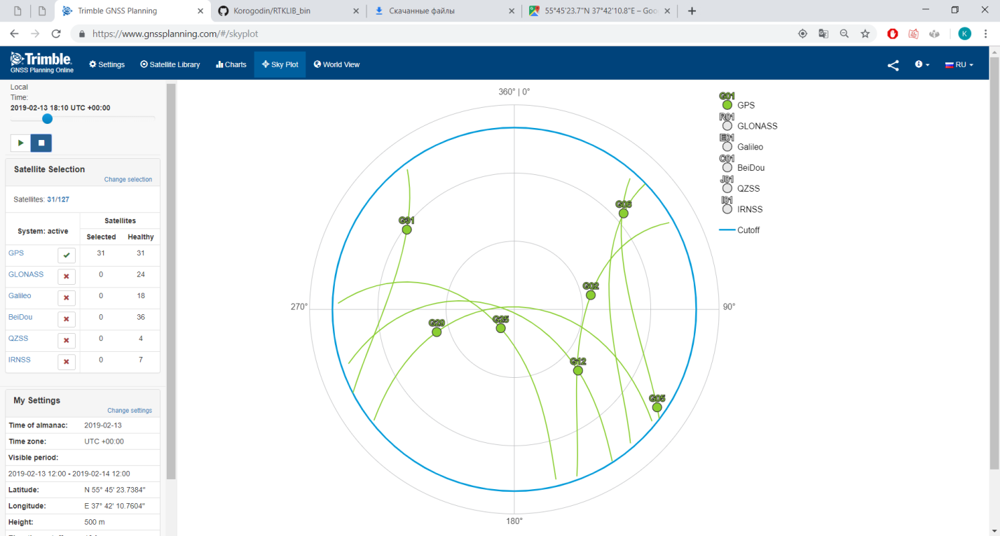 Trimble GNSS Planning
Korogodin/RTKLIB_bin
Скачанные файлы
55°45'23.7"N 37°42'10.8"E – Goo
https://www.gnssplanning.com/#/skyplot
K
Trimble.
GNSS Planning Online
Settings
Satellite Library
Charts
Sky Plot
World View
RU
Local
Time:
2019-02-13 18:10 UTC +00:00
Satellite Selection
Change selection
Satellites: 31/127
System: active
Satellites
Selected Healthy
GPS 31 31
GLONASS 0 24
Galileo 0 18
BeiDou 0 36
QZSS 0 4
IRNSS 0 7
My Settings
Change settings
Time of almanac: 2019-02-13
Time zone: UTC +00:00
Visible period:
2019-02-13 12:00 - 2019-02-14 12:00
Latitude: N 55° 45' 23.7384"
Longitude: E 37° 42' 10.7604"
Height: 500 m
360° | 0°
90°
180°
270°
G31
G06
G02
G29
G25
G12
G05
G01
GPS
R01
GLONASS
E01
Galileo
C01
BeiDou
J01
QZSS
I01
IRNSS
Cutoff